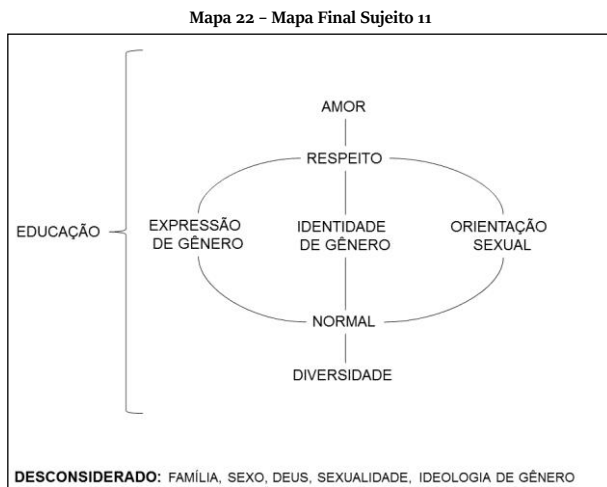 Mapa 22 – Mapa Final Sujeito 11
AMOR
RESPEITO
EDUCAÇÃO
EXPRESSÃO
DE GÊNERO
IDENTIDADE
DE GÊNERO
ORIENTAÇÃO
SEXUAL
NORMAL
DIVERSIDADE
DESCONSIDERADO: FAMÍLIA, SEXO, DEUS, SEXUALIDADE, IDEOLOGIA DE GÊNERO